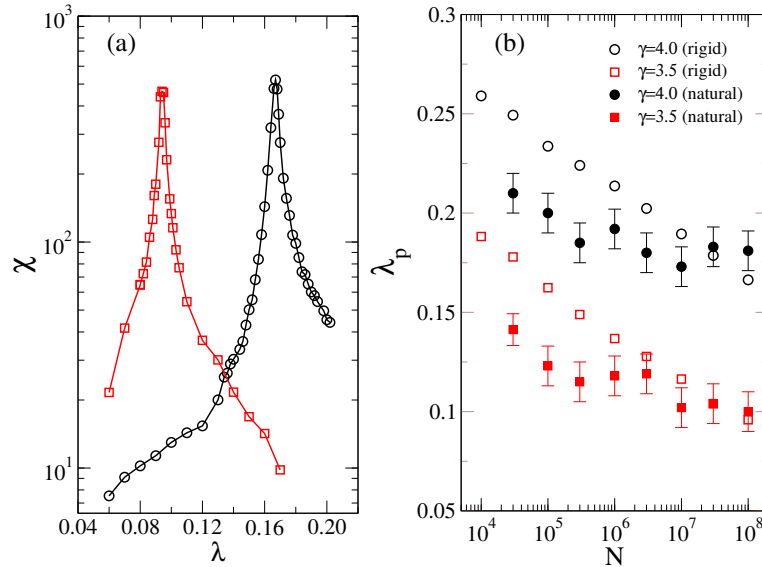 (a)
10³
10²
10¹
χ
0.04 0.08 0.12 0.16 0.20
λ
(b)
γ=4.0 (rigid)
γ=3.5 (rigid)
γ=4.0 (natural)
γ=3.5 (natural)
0.3
0.25
0.2
0.15
0.1
0.05
λp
10⁴ 10⁵ 10⁶ 10⁷ 10⁸
N